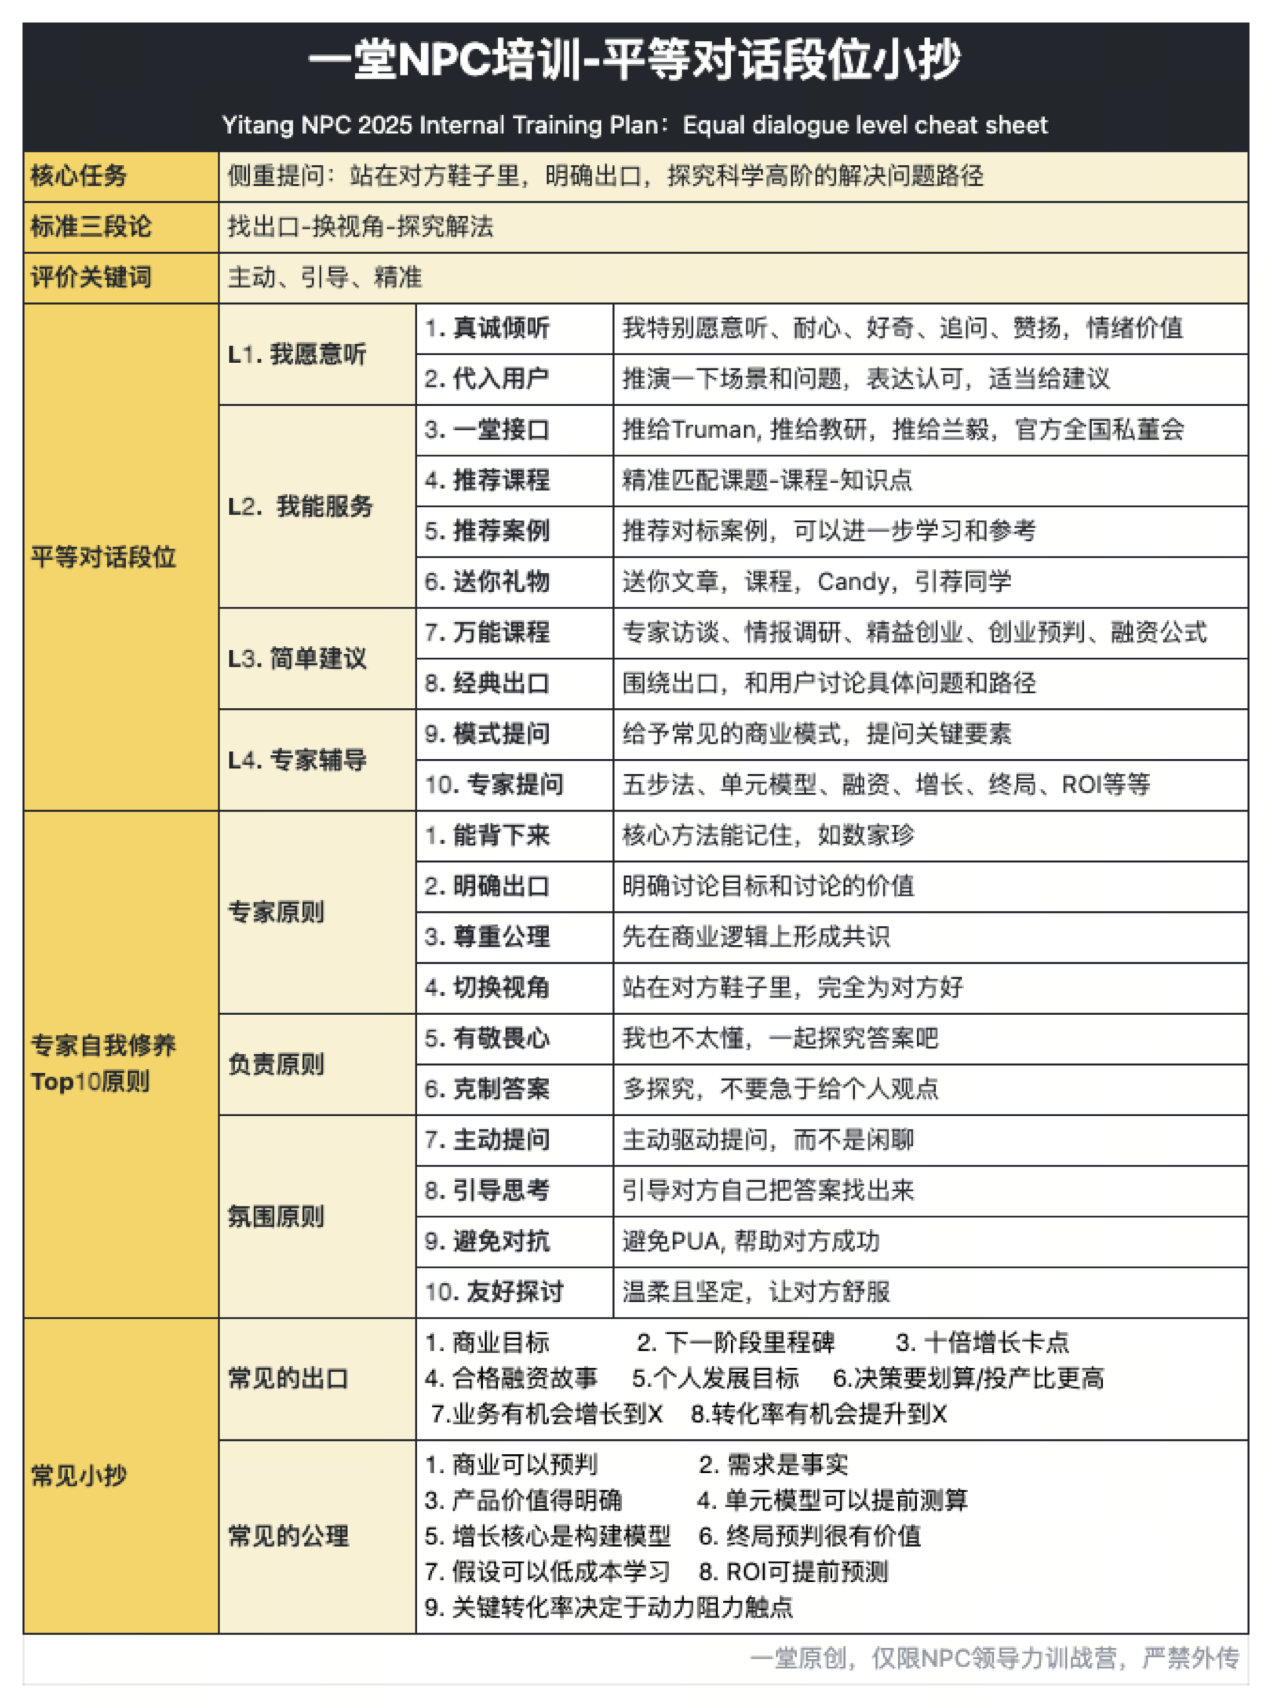 一堂NPC培训-平等对话段位小抄
Yitang NPC 2025 Internal Training Plan：Equal dialogue level cheat sheet
核心任务
侧重提问：站在对方鞋子里，明确出口，探究科学高阶的解决问题路径
标准三段论
找出口-换视角-探究解法
评价关键词
主动、引导、精准
平等对话段位
L1. 我愿意听
1. 真诚倾听
我特别愿意听、耐心、好奇、追问、赞扬，情绪价值
2. 代入用户
推演一下场景和问题，表达认可，适当给建议
L2. 我能服务
3. 一堂接口
推给Truman, 推给教研，推给兰毅，官方全国私董会
4. 推荐课程
精准匹配课题-课程-知识点
5. 推荐案例
推荐对标案例，可以进一步学习和参考
6. 送你礼物
送你文章，课程，Candy，引荐同学
L3. 简单建议
7. 万能课程
专家访谈、情报调研、精益创业、创业预判、融资公式
8. 经典出口
围绕出口，和用户讨论具体问题和路径
L4. 专家辅导
9. 模式提问
给予常见的商业模式，提问关键要素
10. 专家提问
五步法、单元模型、融资、增长、终局、ROI等等
专家自我修养
Top10原则
专家原则
1. 能背下来
核心方法能记住，如数家珍
2. 明确出口
明确讨论目标和讨论的价值
3. 尊重公理
先在商业逻辑上形成共识
4. 切换视角
站在对方鞋子里，完全为对方好
负责原则
5. 有敬畏心
我也不太懂，一起探究答案吧
6. 克制答案
多探究，不要急于给个人观点
氛围原则
7. 主动提问
主动驱动提问，而不是闲聊
8. 引导思考
引导对方自己把答案找出来
9. 避免对抗
避免PUA, 帮助对方成功
10. 友好探讨
温柔且坚定，让对方舒服
常见小抄
常见的出口
1. 商业目标 2. 下一阶段里程碑 3. 十倍增长卡点
4. 合格融资故事 5.个人发展目标 6.决策要划算/投产比更高
7.业务有机会增长到X 8.转化率有机会提升到X
常见的公理
1. 商业可以预判 2. 需求是事实
3. 产品价值得明确 4. 单元模型可以提前测算
5. 增长核心是构建模型 6. 终局预判很有价值
7. 假设可以低成本学习 8. ROI可提前预测
9. 关键转化率决定于动力阻力触点
一堂原创，仅限NPC领导力训战营，严禁外传